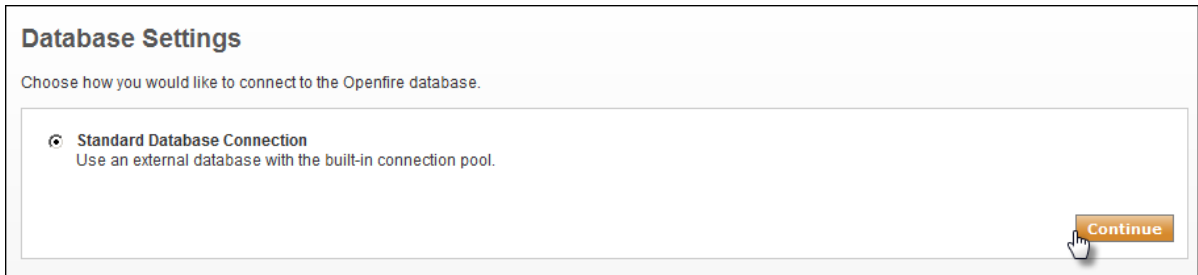 Database Settings
Choose how you would like to connect to the Openfire database.
Standard Database Connection
Use an external database with the built-in connection pool.
Continue